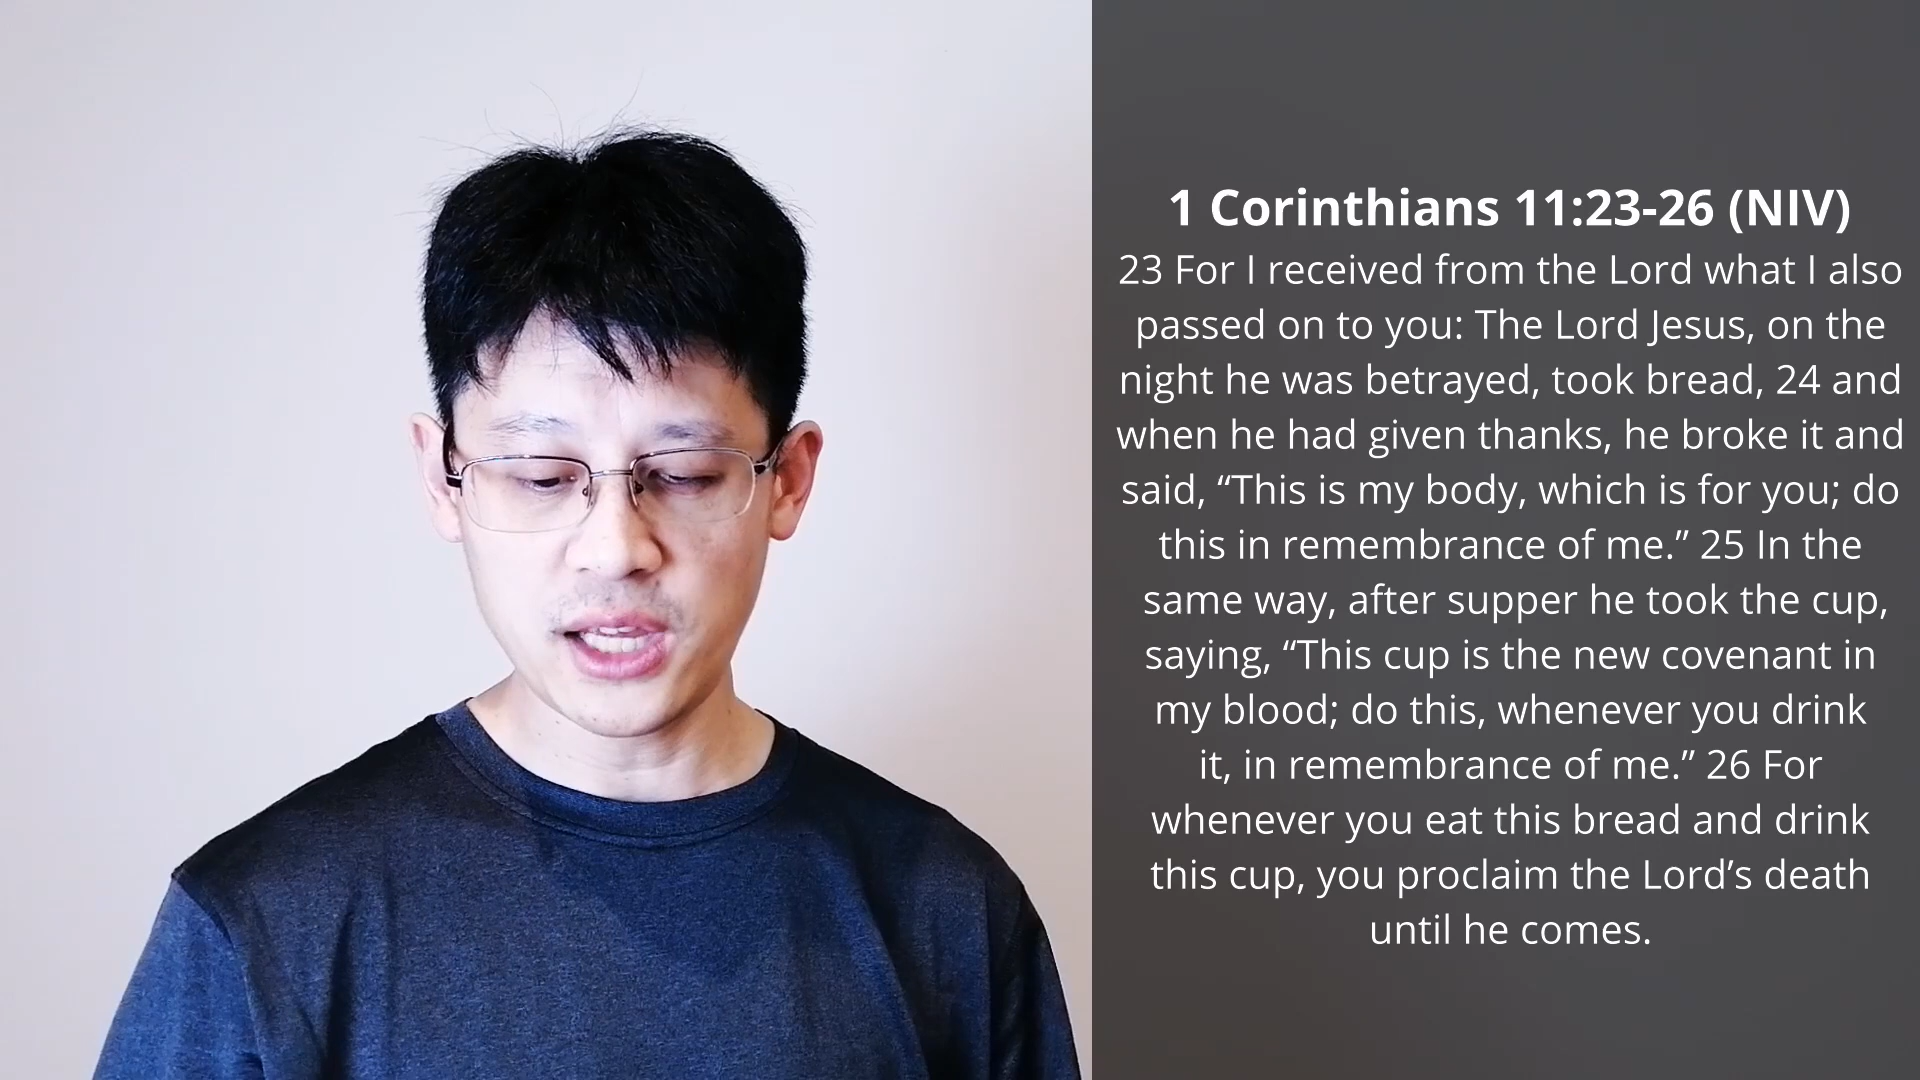 1 Corinthians 11:23-26 (NIV)
23 For I received from the Lord what I also
passed on to you: The Lord Jesus, on the
night he was betrayed, took bread, 24 and
when he had given thanks, he broke it and
said, “This is my body, which is for you; do
this in remembrance of me.” 25 In the
same way, after supper he took the cup,
saying, “This cup is the new covenant in
my blood; do this, whenever you drink
it, in remembrance of me.” 26 For
whenever you eat this bread and drink
this cup, you proclaim the Lord’s death
until he comes.